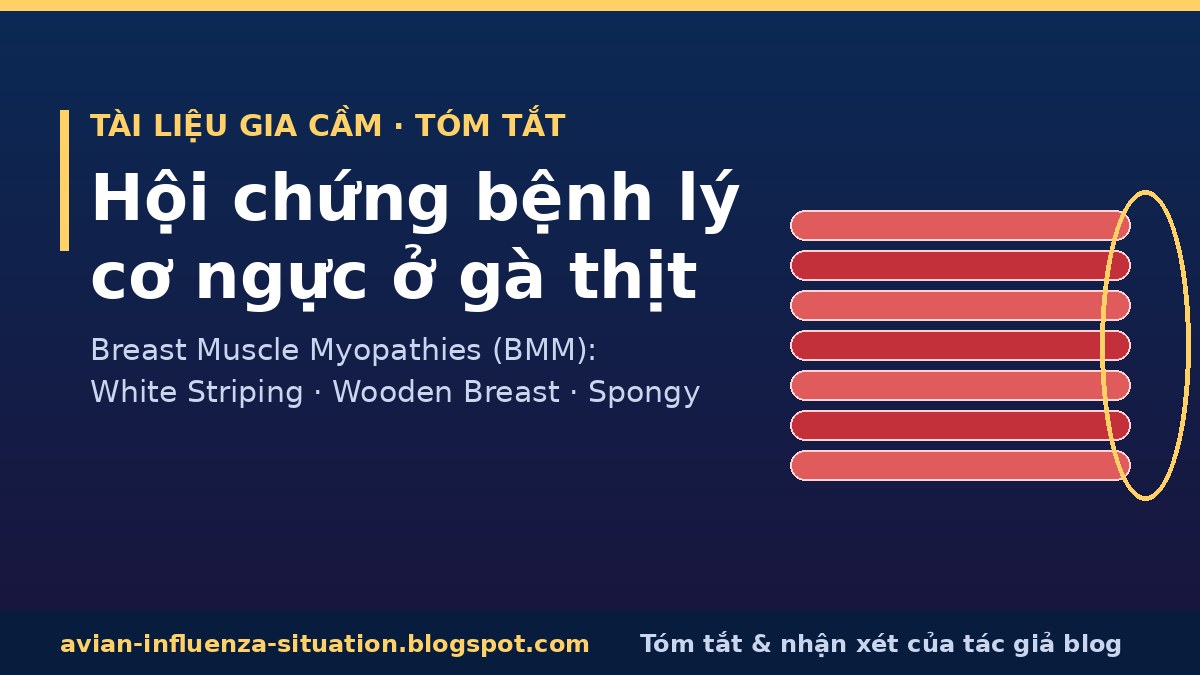 TÀI LIỆU GIA CẦM · TÓM TẮT
Hội chứng bệnh lý
cơ ngực ở gà thịt
Breast Muscle Myopathies (BMM):
White Striping · Wooden Breast · Spongy
avian-influenza-situation.blogspot.com
Tóm tắt & nhận xét của tác giả blog